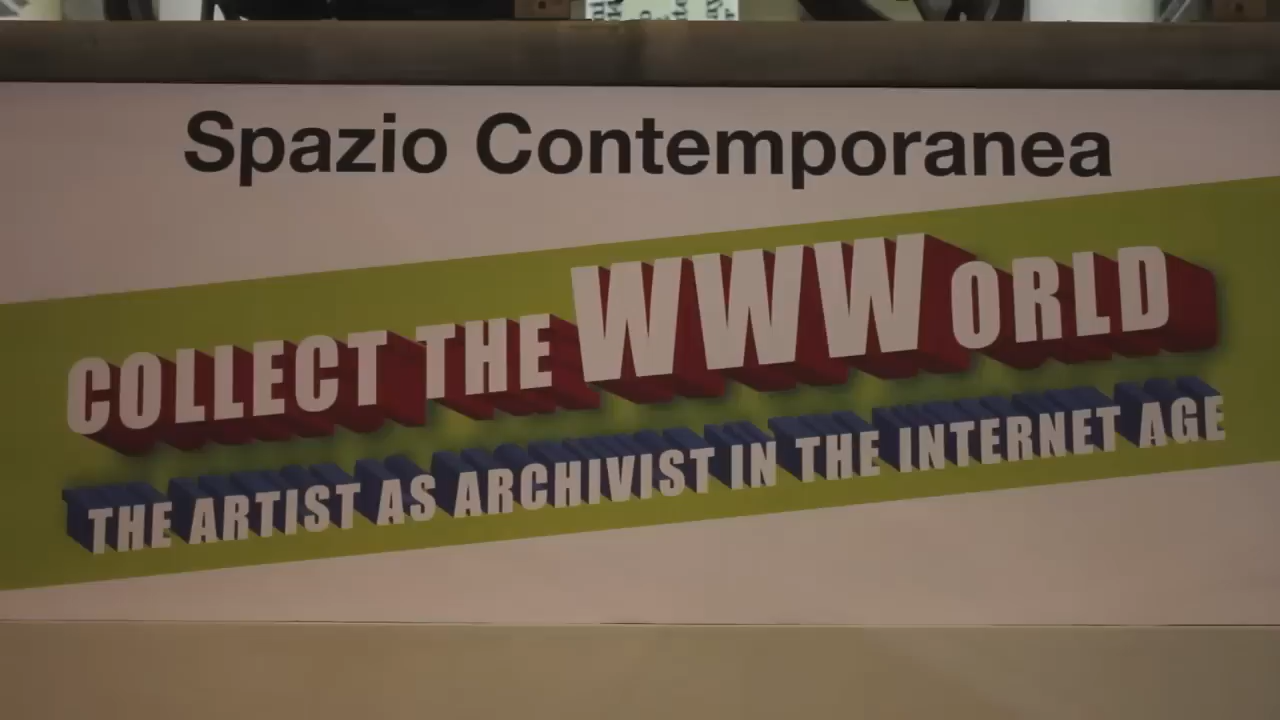 Spazio Contemporanea
COLLECT THE WWWORLD
THE ARTIST AS ARCHIVIST IN THE INTERNET AGE